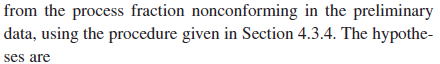 from the process fraction nonconforming in the preliminary
data, using the procedure given in Section 4.3.4. The hypothe-
ses are